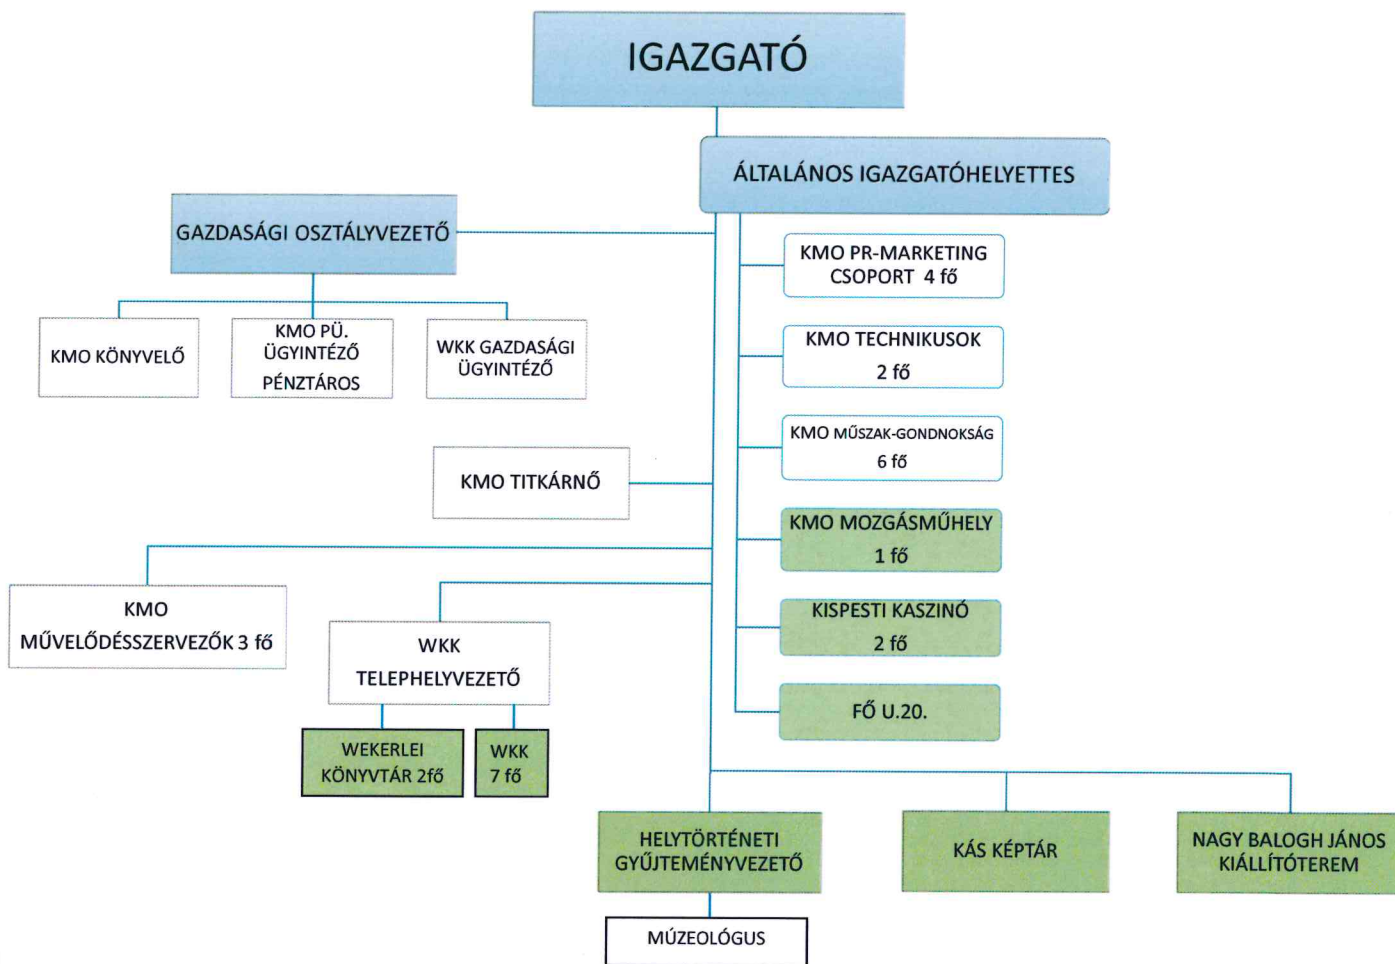 IGAZGATÓ
ÁLTALÁNOS IGAZGATÓHELYETTES
GAZDASÁGI OSZTÁLYVEZETŐ
KMO KÖNYVELŐ
KMO PÜ.
ÜGYINTÉZŐ
PÉNZTÁROS
WKK GAZDASÁGI
ÜGYINTÉZŐ
KMO PR-MARKETING
CSOPORT 4 fő
KMO TECHNIKUSOK
2 fő
KMO MŰSZAK-GONDNOKSÁG
6 fő
KMO MOZGÁSMŰHELY
1 fő
KISPESTI KASZINÓ
2 fő
FŐ U.20.
KMO TITKÁRNŐ
KMO
MŰVELŐDÉSSZERVEZŐK 3 fő
WKK
TELEPHELYVEZETŐ
WEKERLEI
KÖNYVTÁR 2fő
WKK
7 fő
HELYTÖRTÉNETI
GYŰJTEMÉNYVEZETŐ
KÁS KÉPTÁR
NAGY BALOGH JÁNOS
KIÁLLÍTÓTEREM
MÚZEOLÓGUS